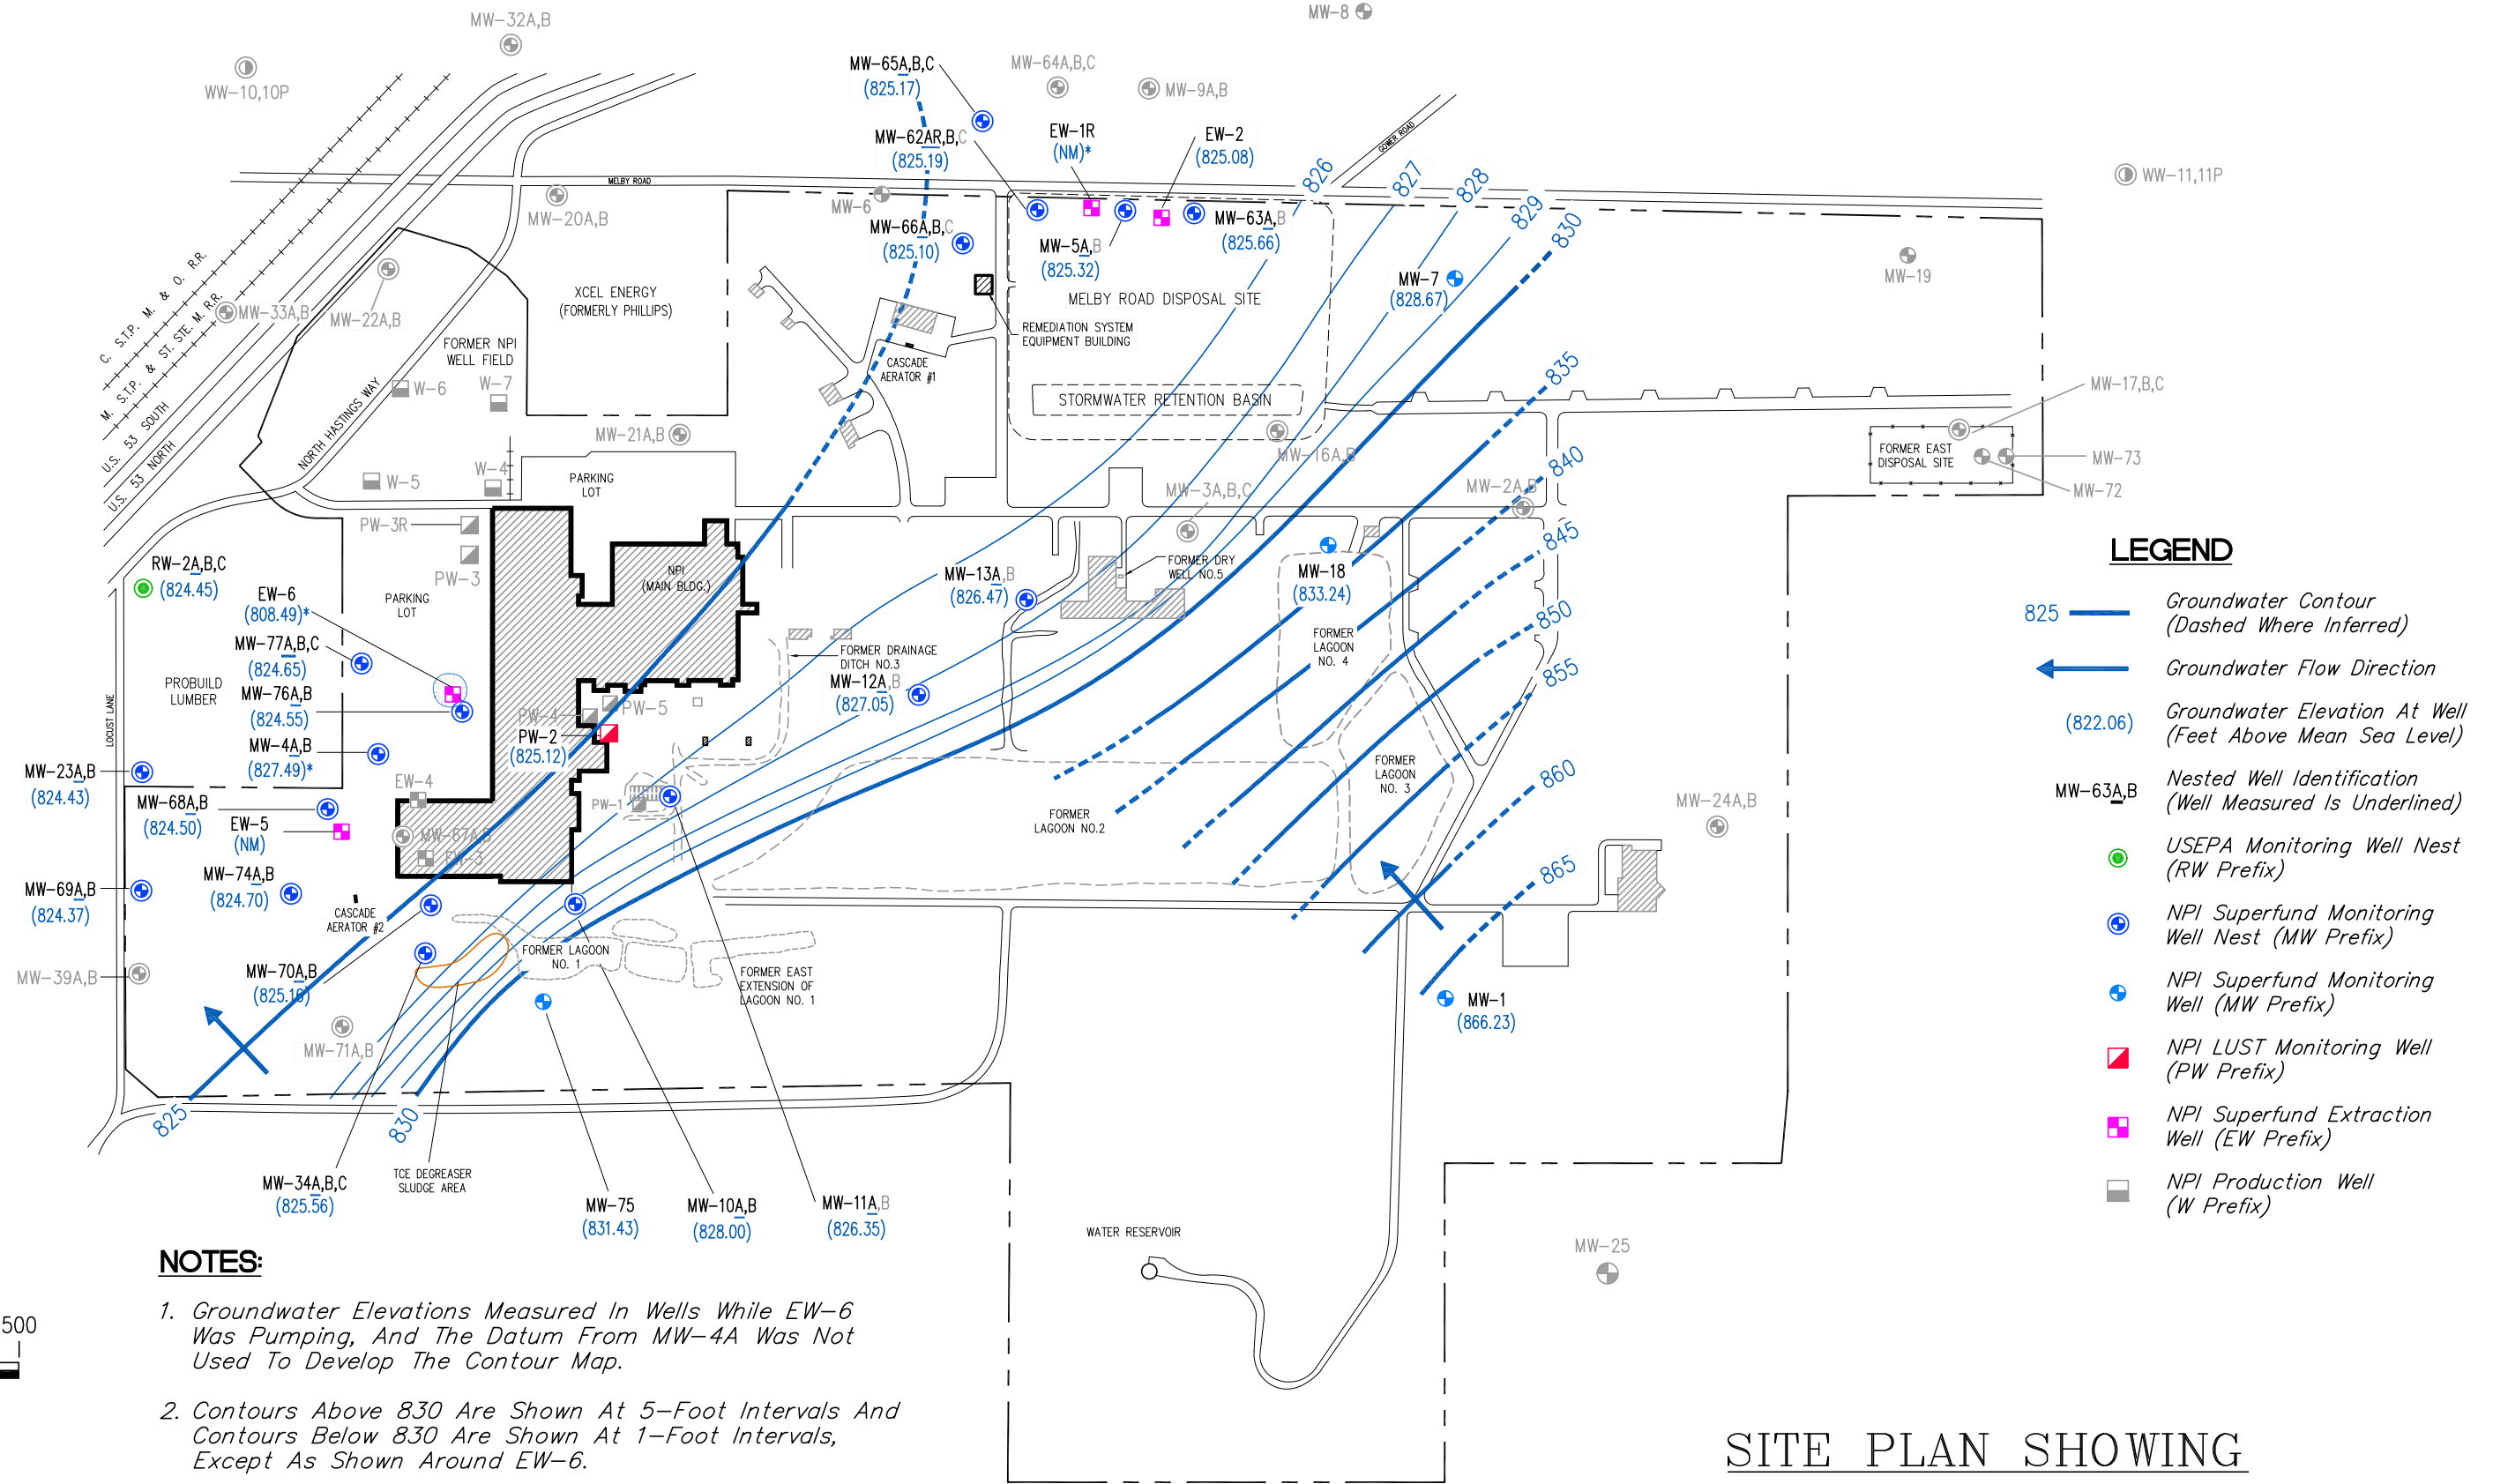 MW-32A,B
MW-8
WW-10,10P
MW-65A,B,C
(825.17)
MW-64A,B,C
MW-9A,B
MW-62AR,B,C
(825.19)
EW-1R
(NM)*
EW-2
(825.08)
GOWER ROAD
MELBY ROAD
826
827
828
829
830
WW-11,11P
MW-20A,B
MW-6
MW-66A,B,C
(825.10)
MW-5A,B
(825.32)
MW-63A,B
(825.66)
MW-7
(828.67)
MW-19
C. S.T.P. M. & O. R.R.
M. S.T.P. & ST. STE. M. R.R.
U.S. 53 SOUTH
U.S. 53 NORTH
NORTH HASTINGS WAY
MW-33A,B
MW-22A,B
XCEL ENERGY
(FORMERLY PHILLIPS)
FORMER NPI
WELL FIELD
W-6
W-7
MELBY ROAD DISPOSAL SITE
REMEDIATION SYSTEM
EQUIPMENT BUILDING
CASCADE
AERATOR #1
STORMWATER RETENTION BASIN
835
840
845
850
855
860
865
MW-17,B,C
FORMER EAST
DISPOSAL SITE
MW-73
MW-72
MW-21A,B
MW-16A,B
W-5
W-4
PARKING
LOT
MW-3A,B,C
MW-2A,B
PW-3R
PW-3
RW-2A,B,C
(824.45)
EW-6
(808.49)*
PARKING
LOT
NPI
(MAIN BLDG.)
MW-13A,B
(826.47)
FORMER DRY
WELL NO.5
MW-18
(833.24)
FORMER
LAGOON
NO. 4
MW-77A,B,C
(824.65)
MW-76A,B
(824.55)
PROBUILD
LUMBER
LOCUST LANE
FORMER DRAINAGE
DITCH NO.3
MW-12A,B
(827.05)
PW-4
PW-5
PW-2
(825.12)
MW-4A,B
(827.49)*
MW-23A,B
(824.43)
EW-4
PW-1
MW-68A,B
(824.50)
EW-5
(NM)
MW-67A,B
EW-3
FORMER
LAGOON NO.2
FORMER
LAGOON
NO. 3
MW-24A,B
MW-69A,B
(824.37)
MW-74A,B
(824.70)
CASCADE
AERATOR #2
MW-39A,B
MW-70A,B
(825.16)
FORMER LAGOON
NO. 1
FORMER EAST
EXTENSION OF
LAGOON NO. 1
MW-1
(866.23)
MW-71A,B
825
830
TCE DEGREASER
SLUDGE AREA
MW-34A,B,C
(825.56)
MW-75
(831.43)
MW-10A,B
(828.00)
MW-11A,B
(826.35)
WATER RESERVOIR
MW-25
LEGEND
825
Groundwater Contour
(Dashed Where Inferred)
Groundwater Flow Direction
(822.06)
Groundwater Elevation At Well
(Feet Above Mean Sea Level)
MW-63A,B
Nested Well Identification
(Well Measured Is Underlined)
USEPA Monitoring Well Nest
(RW Prefix)
NPI Superfund Monitoring
Well Nest (MW Prefix)
NPI Superfund Monitoring
Well (MW Prefix)
NPI LUST Monitoring Well
(PW Prefix)
NPI Superfund Extraction
Well (EW Prefix)
NPI Production Well
(W Prefix)
NOTES:
1. Groundwater Elevations Measured In Wells While EW-6
Was Pumping, And The Datum From MW-4A Was Not
Used To Develop The Contour Map.
2. Contours Above 830 Are Shown At 5-Foot Intervals And
Contours Below 830 Are Shown At 1-Foot Intervals,
Except As Shown Around EW-6.
500
SITE PLAN SHOWING